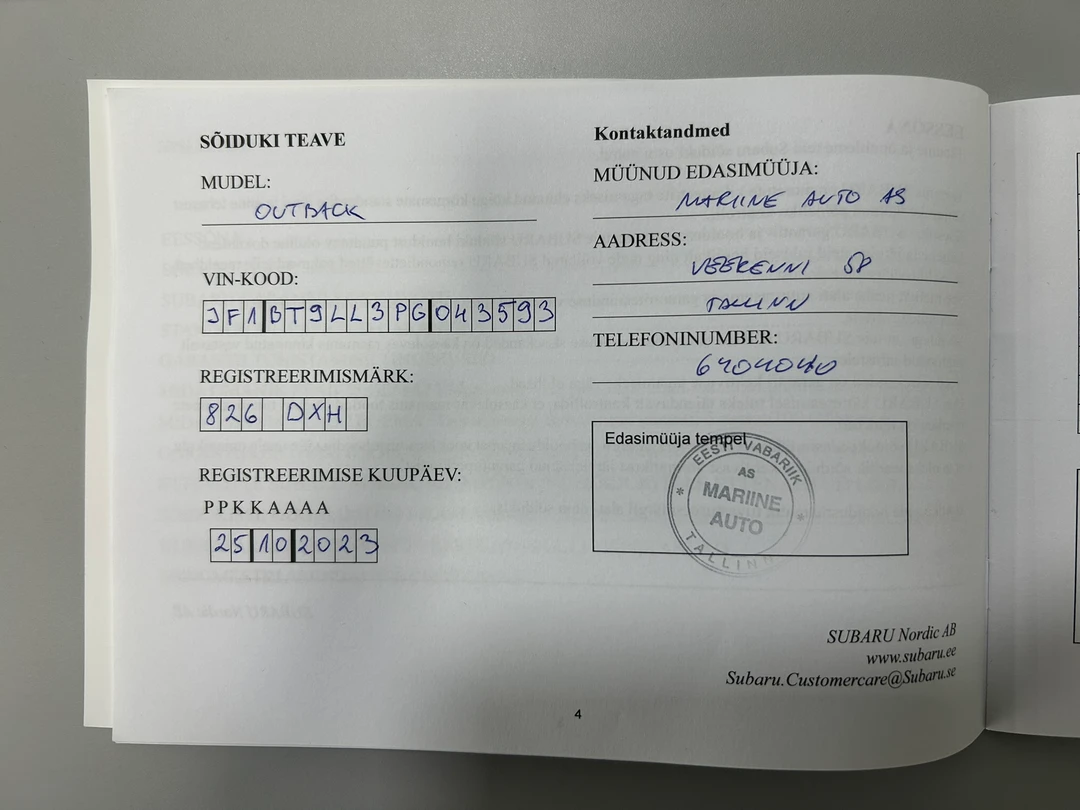 SÕIDUKI TEAVE
MUDEL:
OUTBACK
VIN-KOOD:
JF1BT9LL3PG043593
REGISTREERIMISMÄRK:
826 DXH
REGISTREERIMISE KUUPÄEV:
PPKKAAAA
25102023
Kontaktandmed
MÜÜNUD EDASIMÜÜJA:
MARIINE AUTO AS
AADRESS:
VEERENNI 58
TALLINN
TELEFONINUMBER:
6404040
Edasimüüja tempel
EESTI VABARIIK
AS
MARIINE
AUTO
TALLINN
SUBARU Nordic AB
www.subaru.ee
Subaru.Customercare@Subaru.se
4